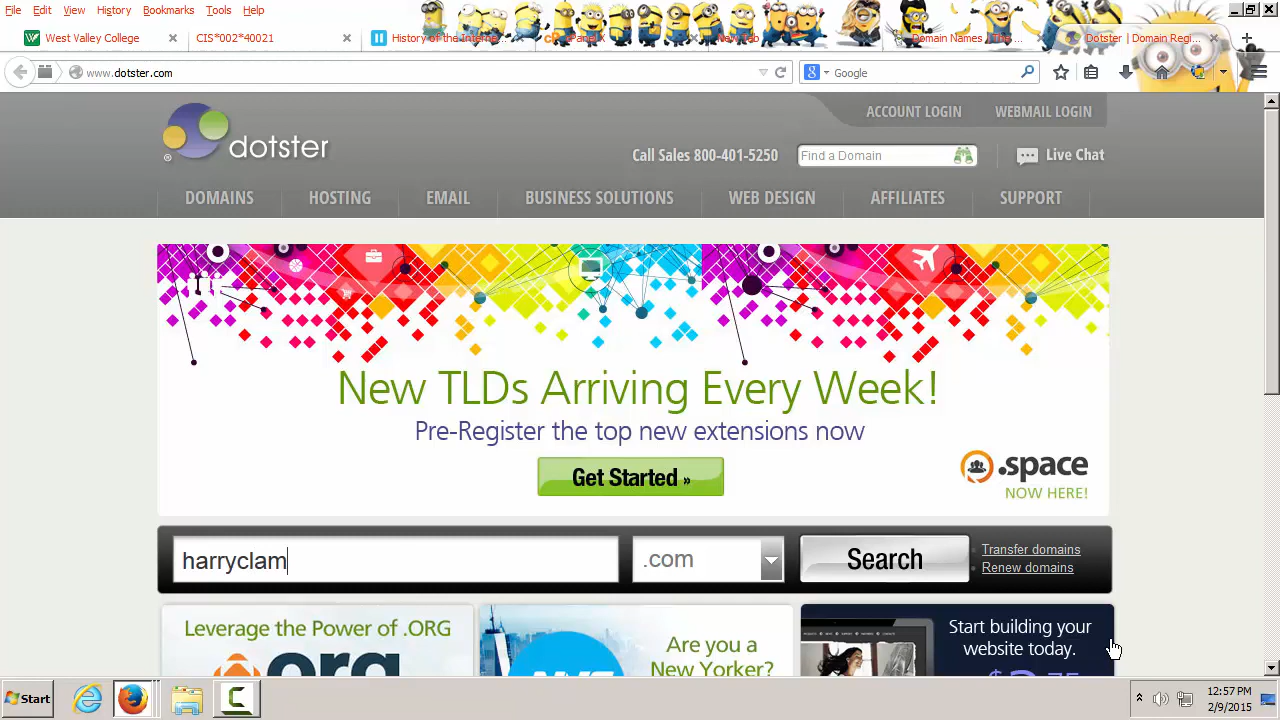 File Edit View History Bookmarks Tools Help
West Valley College
CIS*002*40021
History of the Interne...
cPanel X
New Tab
Domain Names | The ...
Dotster | Domain Regi...
www.dotster.com
Google
ACCOUNT LOGIN WEBMAIL LOGIN
dotster
Call Sales 800-401-5250
Find a Domain
Live Chat
DOMAINS HOSTING EMAIL BUSINESS SOLUTIONS WEB DESIGN AFFILIATES SUPPORT
New TLDs Arriving Every Week!
Pre-Register the top new extensions now
Get Started »
.space
NOW HERE!
harryclam
.com
Search
Transfer domains
Renew domains
Leverage the Power of .ORG
.org
Are you a
New Yorker?
Start building your
website today.
Start
12:57 PM
2/9/2015